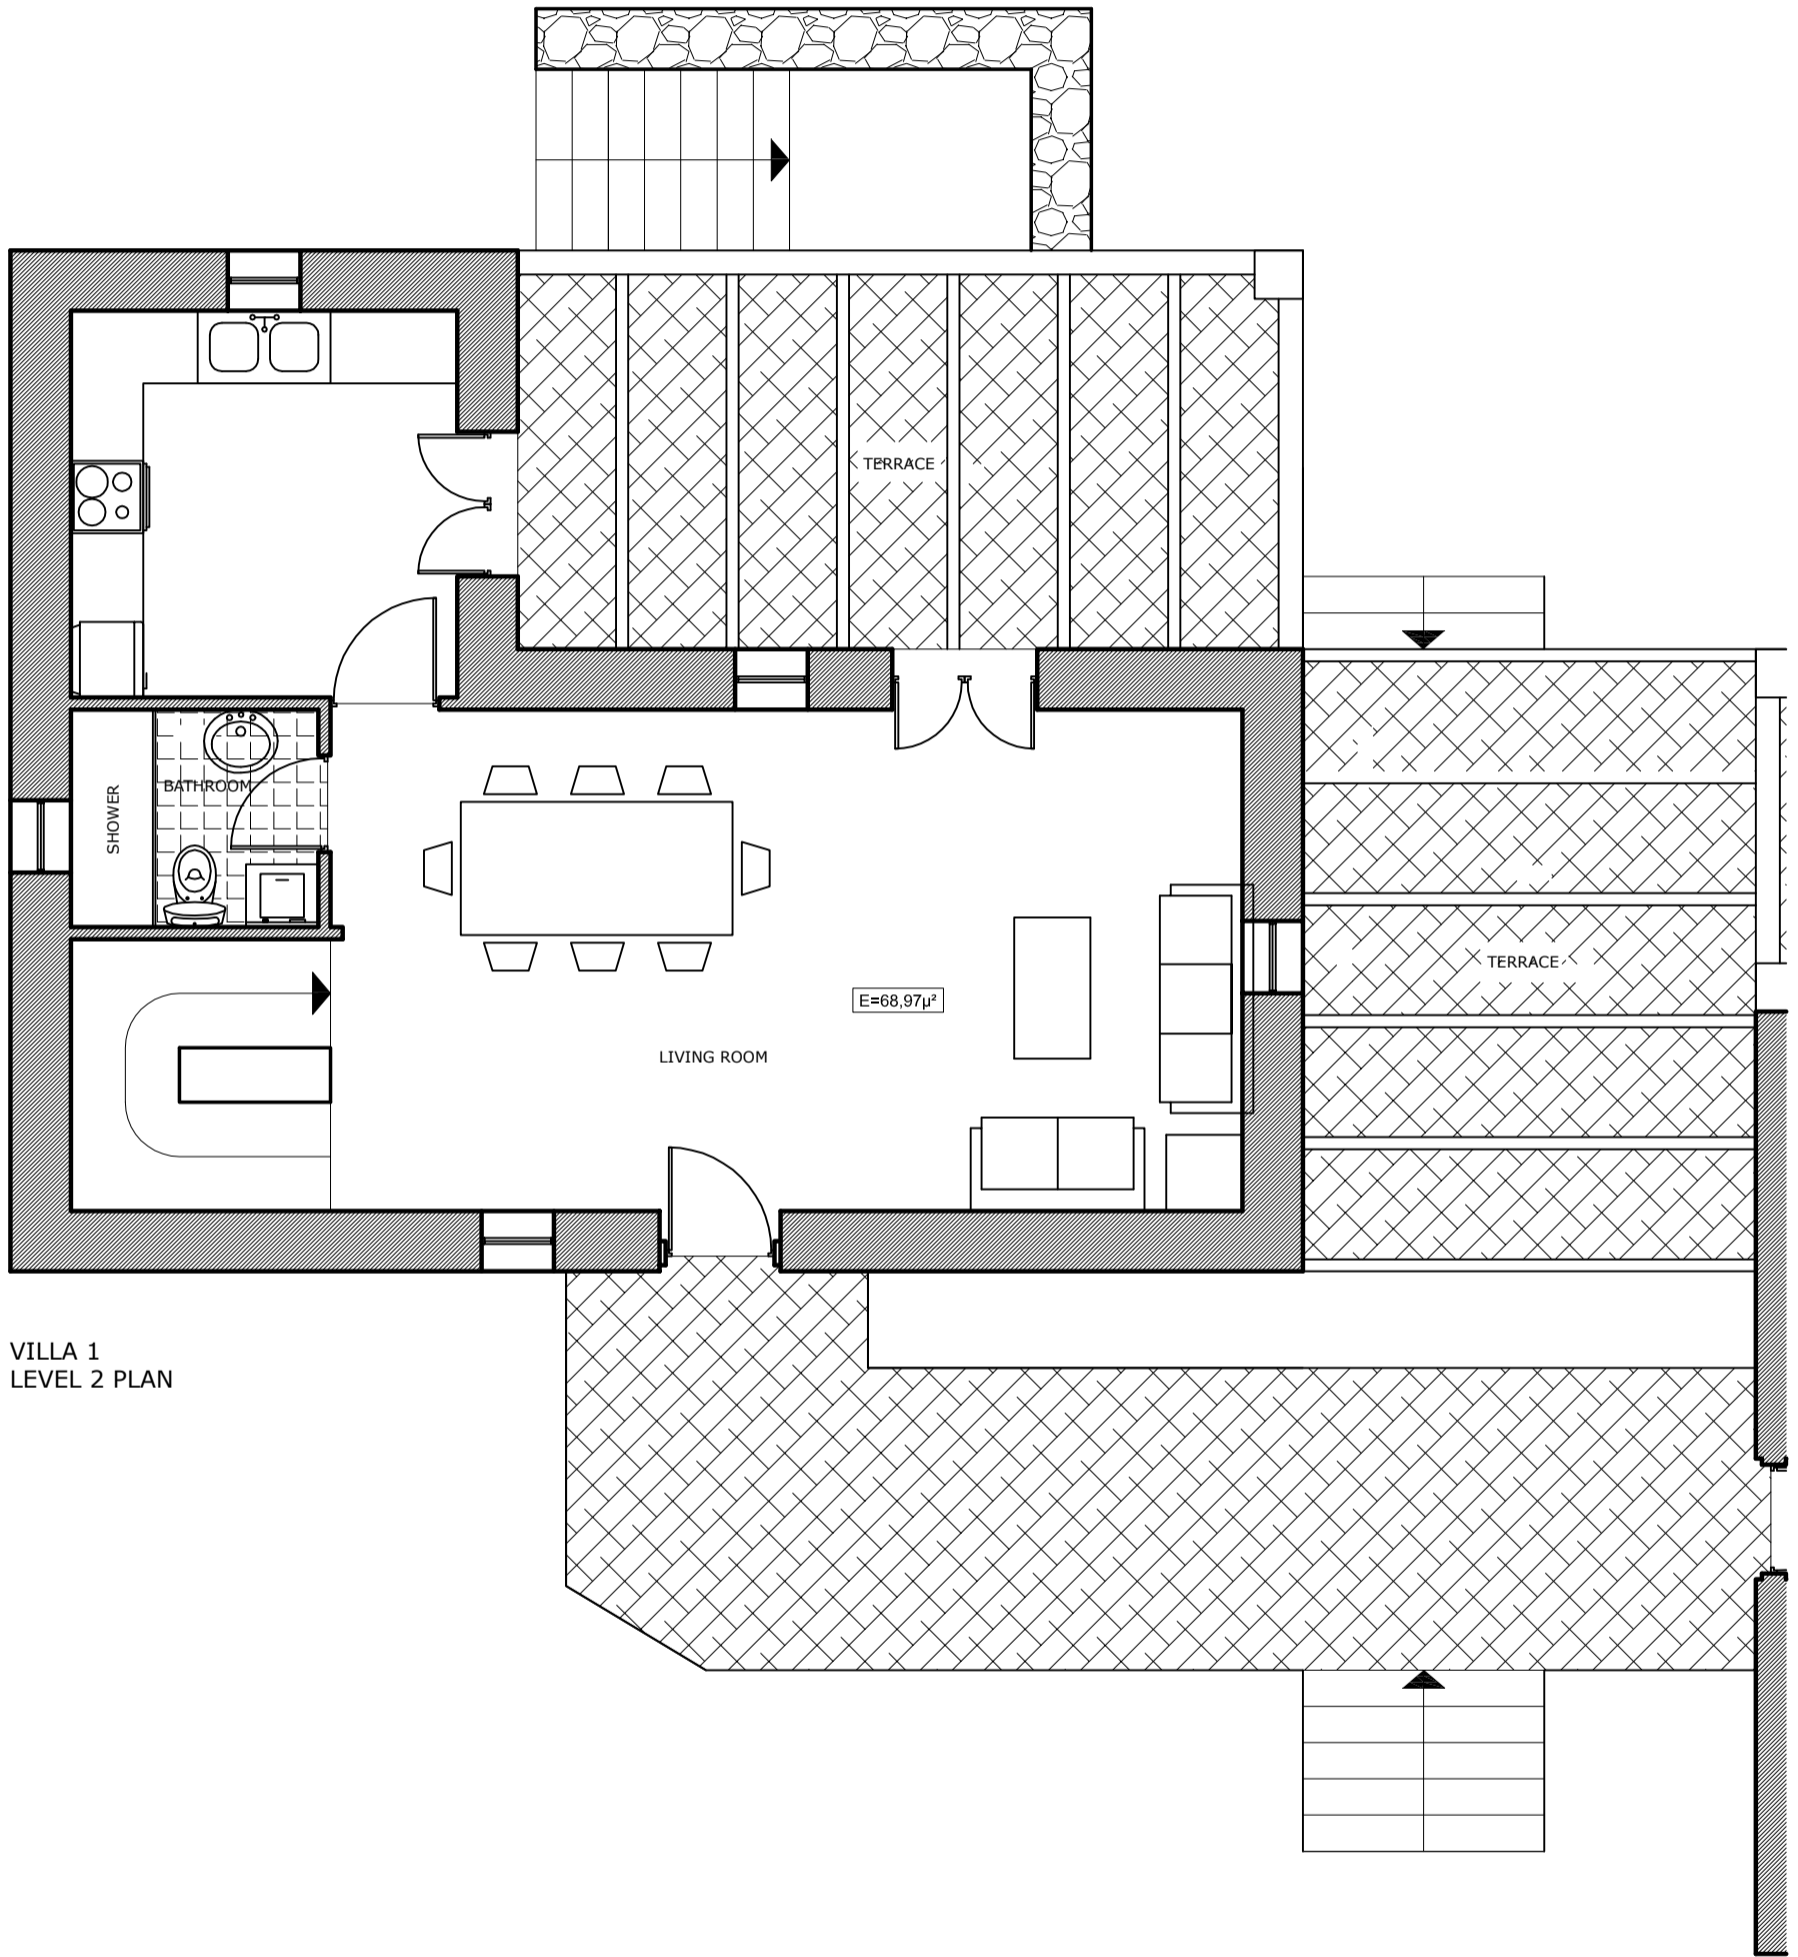 TERRACE
BATHROOM
SHOWER
TERRACE
E=68,97μ²
LIVING ROOM
VILLA 1
LEVEL 2 PLAN